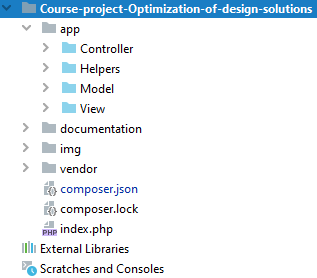 Course-project-Optimization-of-design-solutions
app
Controller
Helpers
Model
View
documentation
img
vendor
composer.json
composer.lock
PHP index.php
External Libraries
Scratches and Consoles